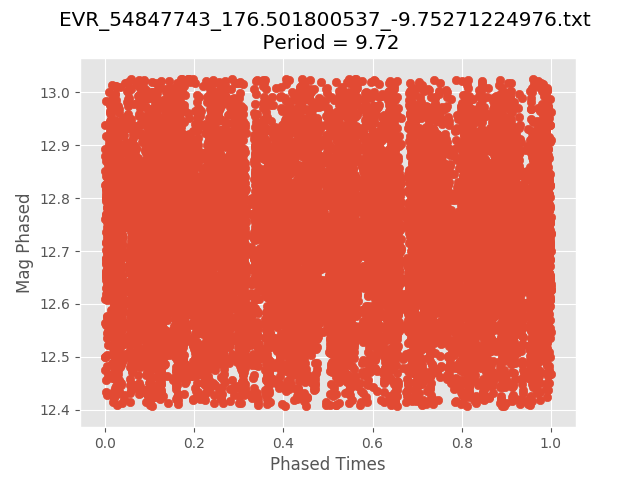 EVR_54847743_176.501800537_-9.75271224976.txt
Period = 9.72
13.0
12.9
12.8
12.7
12.6
12.5
12.4
Mag Phased
0.0 0.2 0.4 0.6 0.8 1.0
Phased Times